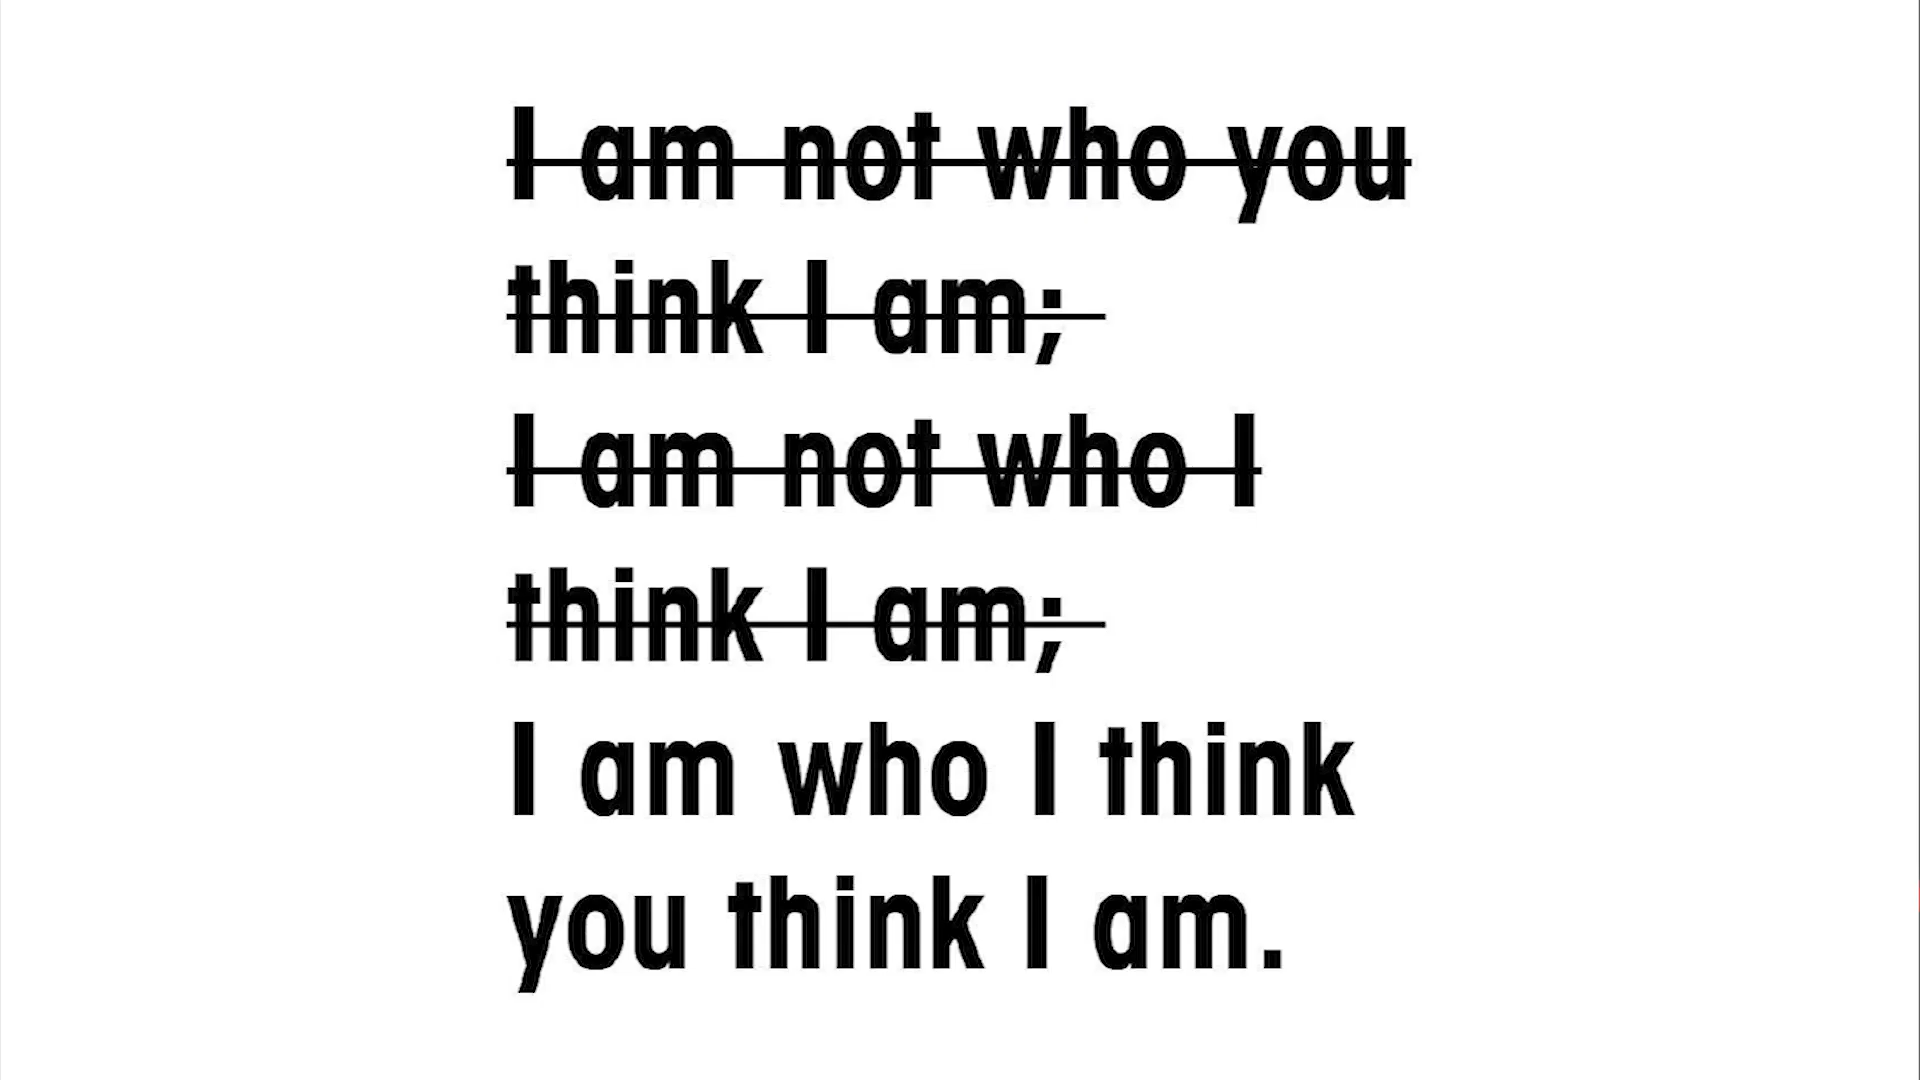 I am not who you
think I am;
I am not who I
think I am;
I am who I think
you think I am.